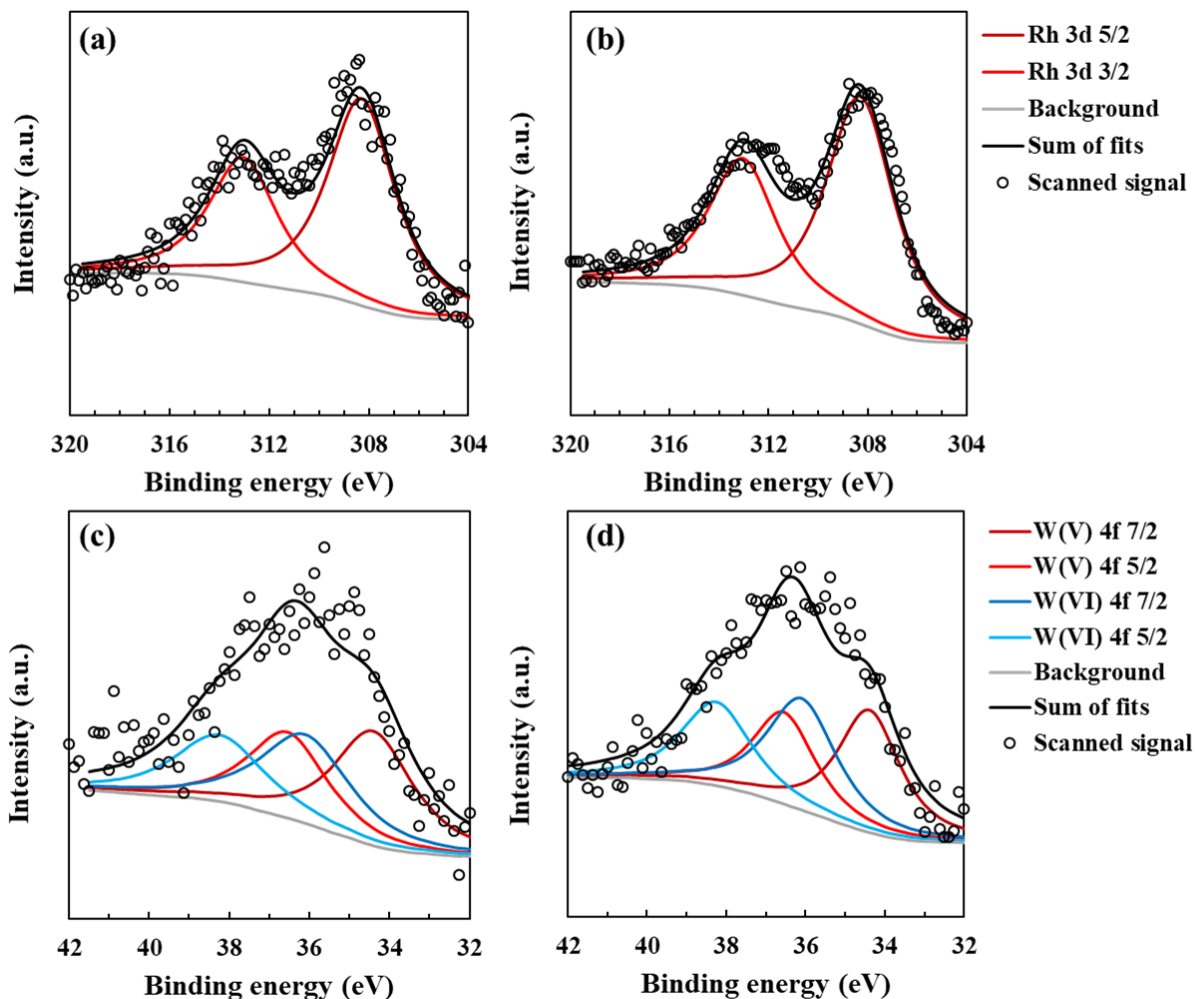 (a)
Intensity (a.u.)
320 316 312 308 304
Binding energy (eV)
(b)
Intensity (a.u.)
320 316 312 308 304
Binding energy (eV)
Rh 3d 5/2
Rh 3d 3/2
Background
Sum of fits
Scanned signal
(c)
Intensity (a.u.)
42 40 38 36 34 32
Binding energy (eV)
(d)
Intensity (a.u.)
42 40 38 36 34 32
Binding energy (eV)
W(V) 4f 7/2
W(V) 4f 5/2
W(VI) 4f 7/2
W(VI) 4f 5/2
Background
Sum of fits
Scanned signal